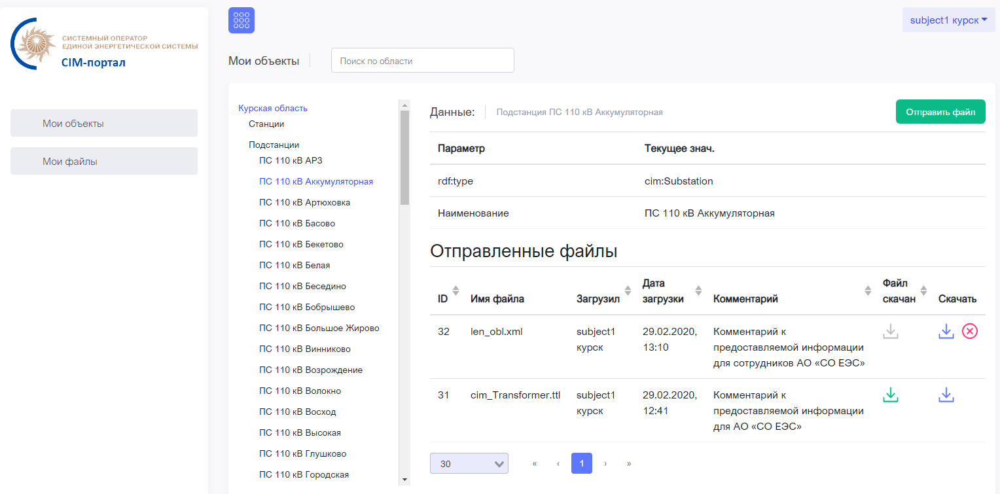 СИСТЕМНЫЙ ОПЕРАТОР
ЕДИНОЙ ЭНЕРГЕТИЧЕСКОЙ СИСТЕМЫ
CIM-портал
Мои объекты
Мои файлы
subject1 курск
Мои объекты
Поиск по области
Курская область
Станции
Подстанции
ПС 110 кВ АРЗ
ПС 110 кВ Аккумуляторная
ПС 110 кВ Артюховка
ПС 110 кВ Басово
ПС 110 кВ Бекетово
ПС 110 кВ Белая
ПС 110 кВ Беседино
ПС 110 кВ Бобрышево
ПС 110 кВ Большое Жирово
ПС 110 кВ Винниково
ПС 110 кВ Возрождение
ПС 110 кВ Волокно
ПС 110 кВ Восход
ПС 110 кВ Высокая
ПС 110 кВ Глушково
ПС 110 кВ Городская
Данные:
Подстанция ПС 110 кВ Аккумуляторная
Отправить файл
Параметр Текущее знач.
rdf:type cim:Substation
Наименование ПС 110 кВ Аккумуляторная
Отправленные файлы
ID Имя файла Загрузил Дата загрузки Комментарий Файл скачан Скачать
32 len_obl.xml subject1 29.02.2020, Комментарий к
курск 13:10 предоставляемой информации
для сотрудников АО «СО ЕЭС»
31 cim_Transformer.ttl subject1 29.02.2020, Комментарий к
курск 12:41 предоставляемой информации
для АО «СО ЕЭС»
30 « ‹ 1 › »